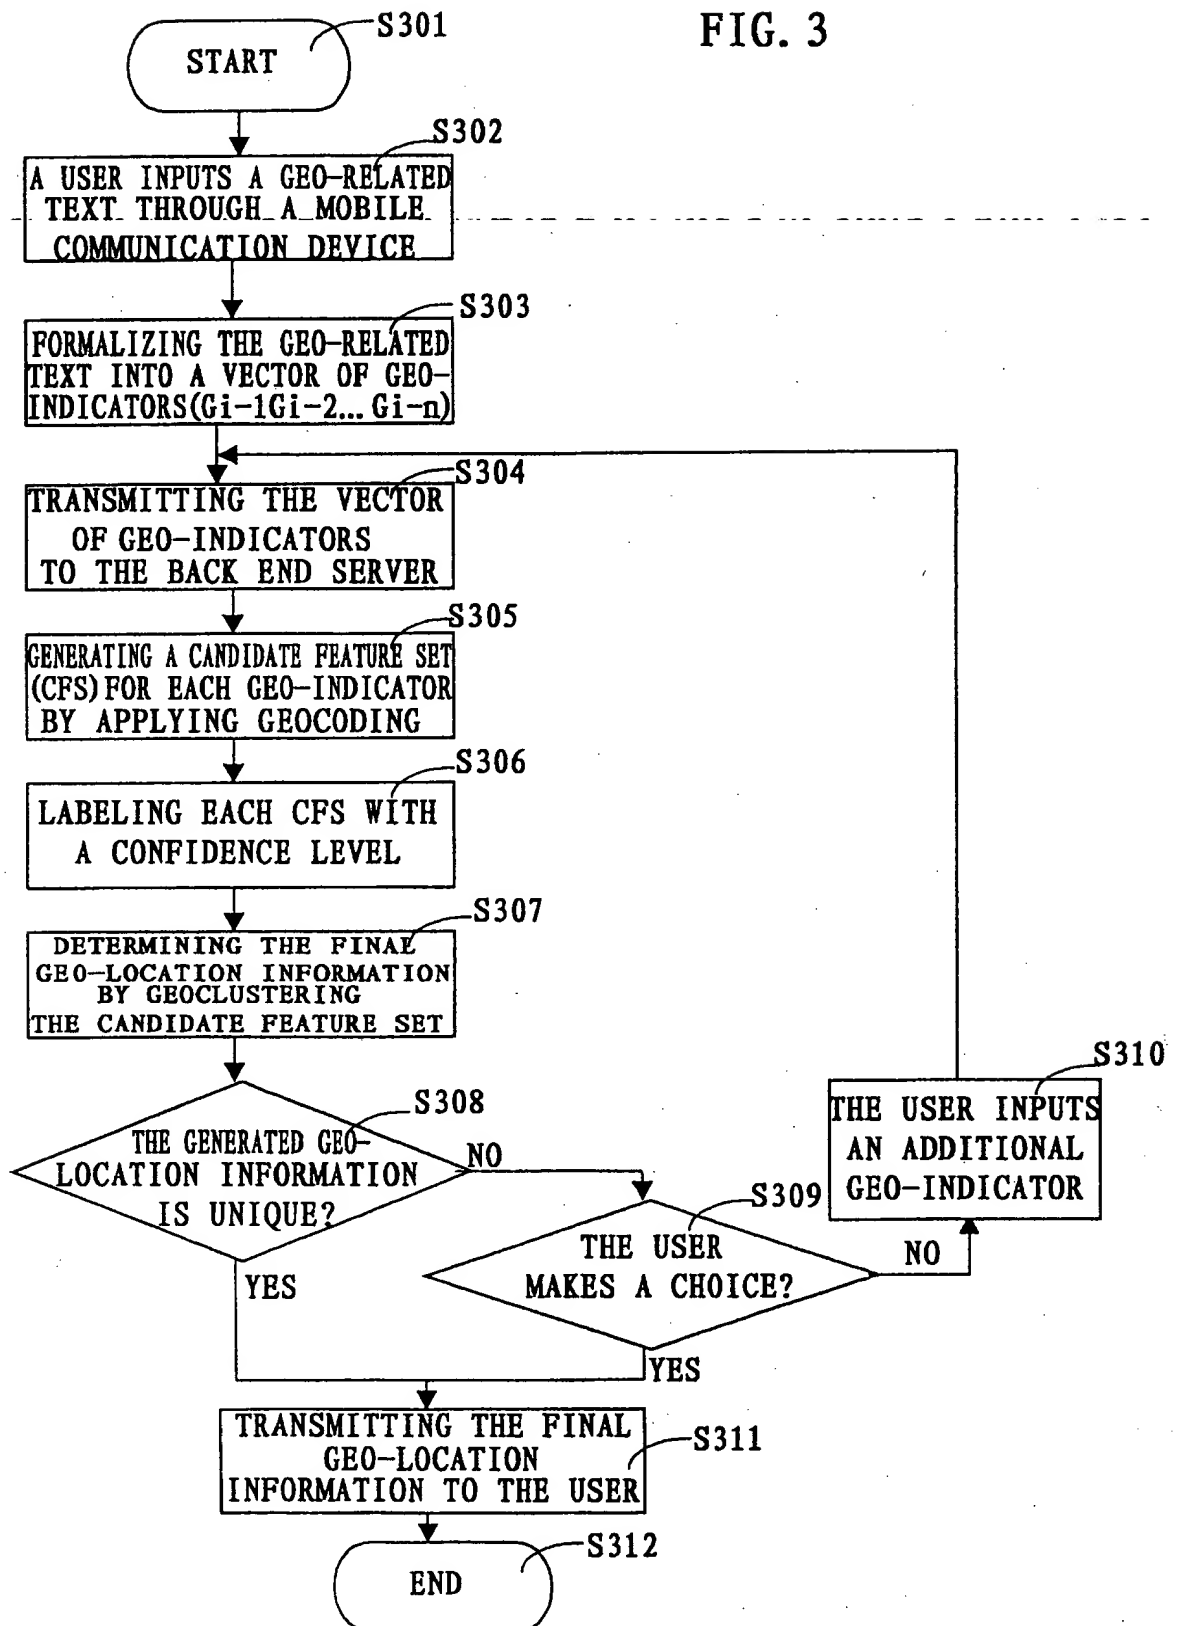 FIG. 3
S301
START
S302
A USER INPUTS A GEO-RELATED
TEXT THROUGH A MOBILE
COMMUNICATION DEVICE
S303
FORMALIZING THE GEO-RELATED
TEXT INTO A VECTOR OF GEO-
INDICATORS(Gi-1Gi-2... Gi-n)
S304
TRANSMITTING THE VECTOR
OF GEO-INDICATORS
TO THE BACK END SERVER
S305
GENERATING A CANDIDATE FEATURE SET
(CFS)FOR EACH GEO-INDICATOR
BY APPLYING GEOCODING
S306
LABELING EACH CFS WITH
A CONFIDENCE LEVEL
S307
DETERMINING THE FINAL
GEO-LOCATION INFORMATION
BY GEOCLUSTERING
THE CANDIDATE FEATURE SET
S308
THE GENERATED GEO-
LOCATION INFORMATION
IS UNIQUE?
NO
YES
S309
THE USER
MAKES A CHOICE?
NO
YES
S310
THE USER INPUTS
AN ADDITIONAL
GEO-INDICATOR
S311
TRANSMITTING THE FINAL
GEO-LOCATION
INFORMATION TO THE USER
S312
END